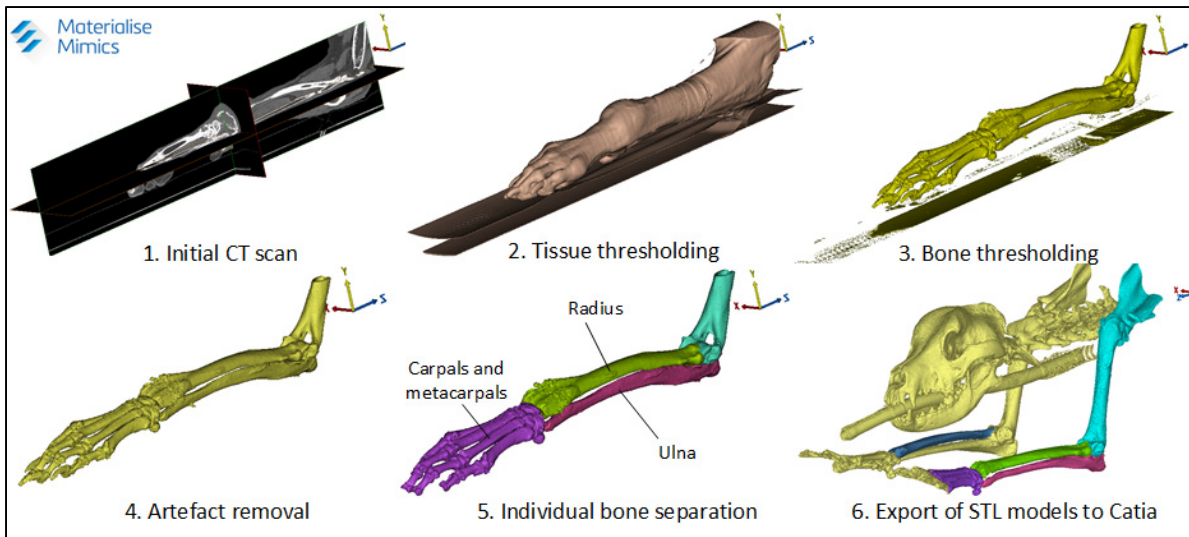 Materialise
Mimics
Y
X
S
1. Initial CT scan
2. Tissue thresholding
3. Bone thresholding
Y
X
S
4. Artefact removal
Radius
Carpals and
metacarpals
Ulna
5. Individual bone separation
X
Z
6. Export of STL models to Catia